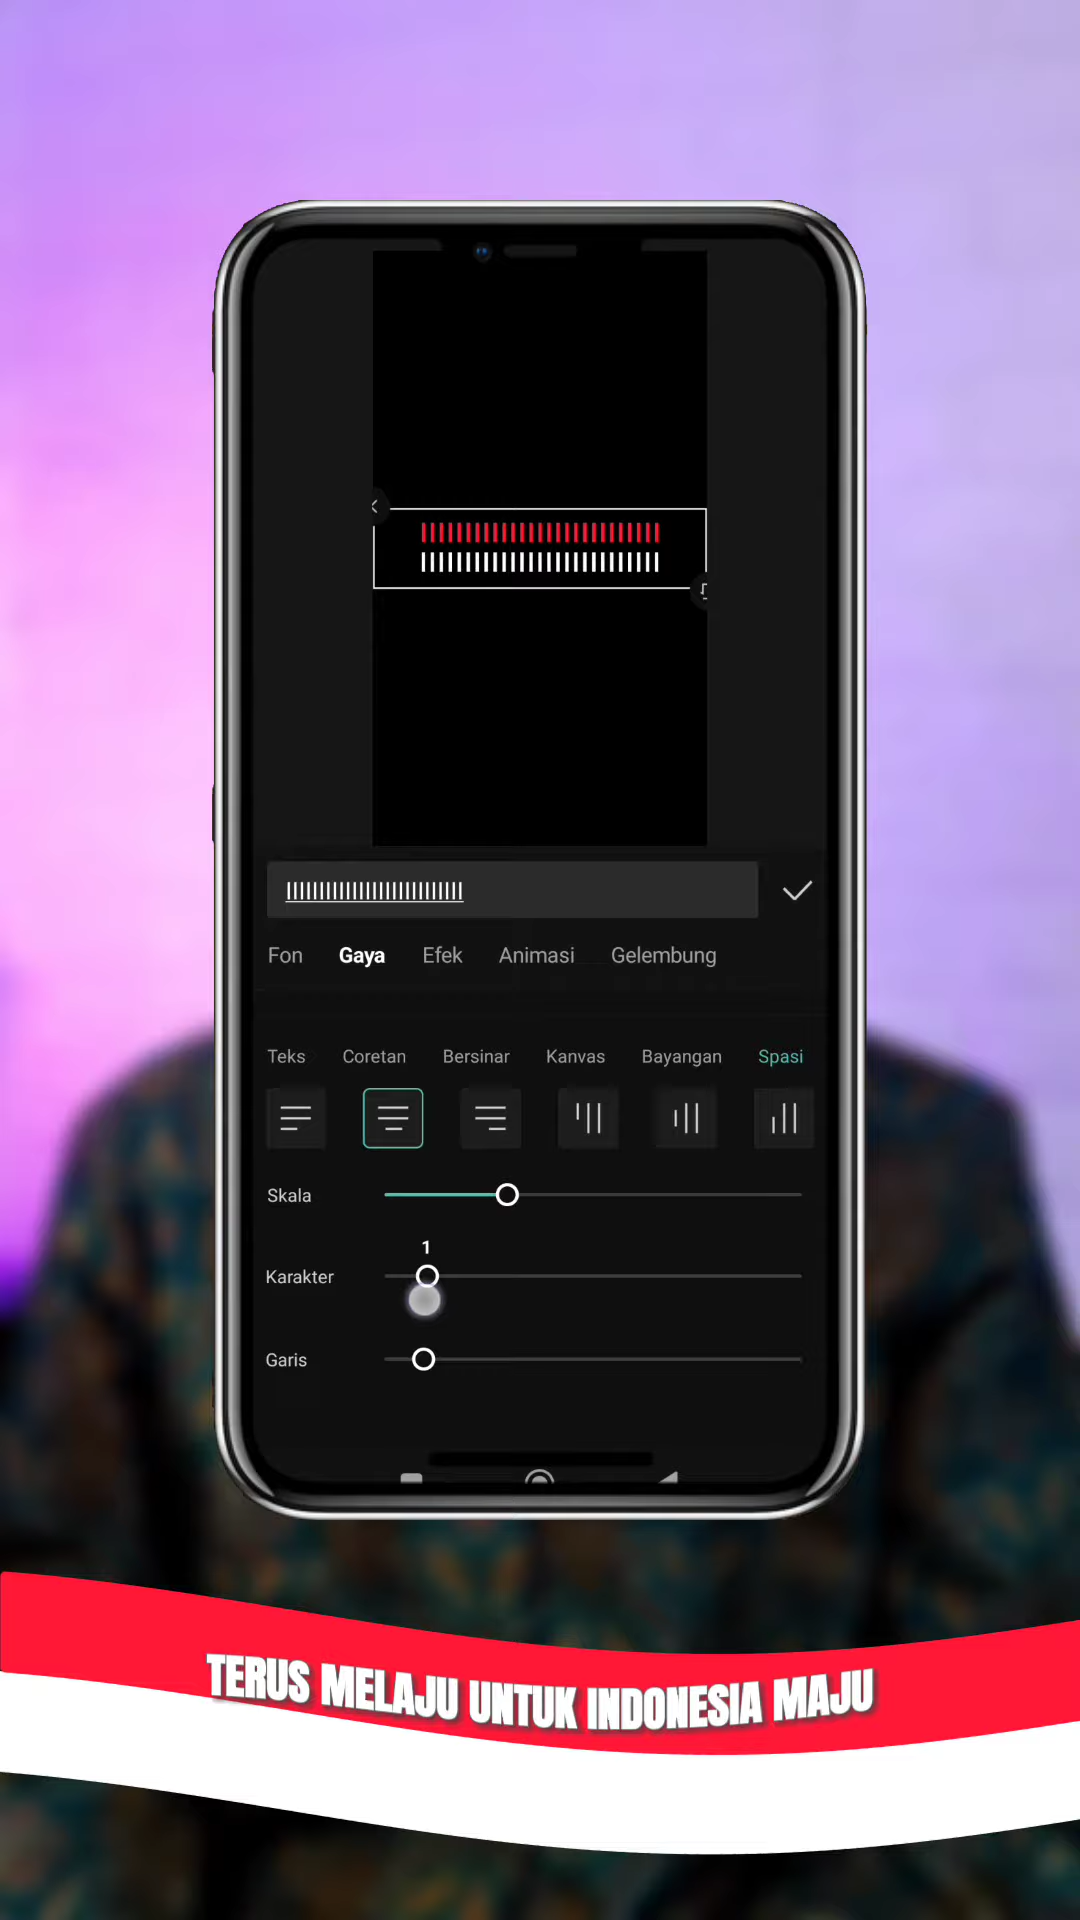 Fon Gaya Efek Animasi Gelembung
Teks Coretan Bersinar Kanvas Bayangan Spasi
Skala
1
Karakter
Garis
TERUS MELAJU UNTUK INDONESIA MAJU